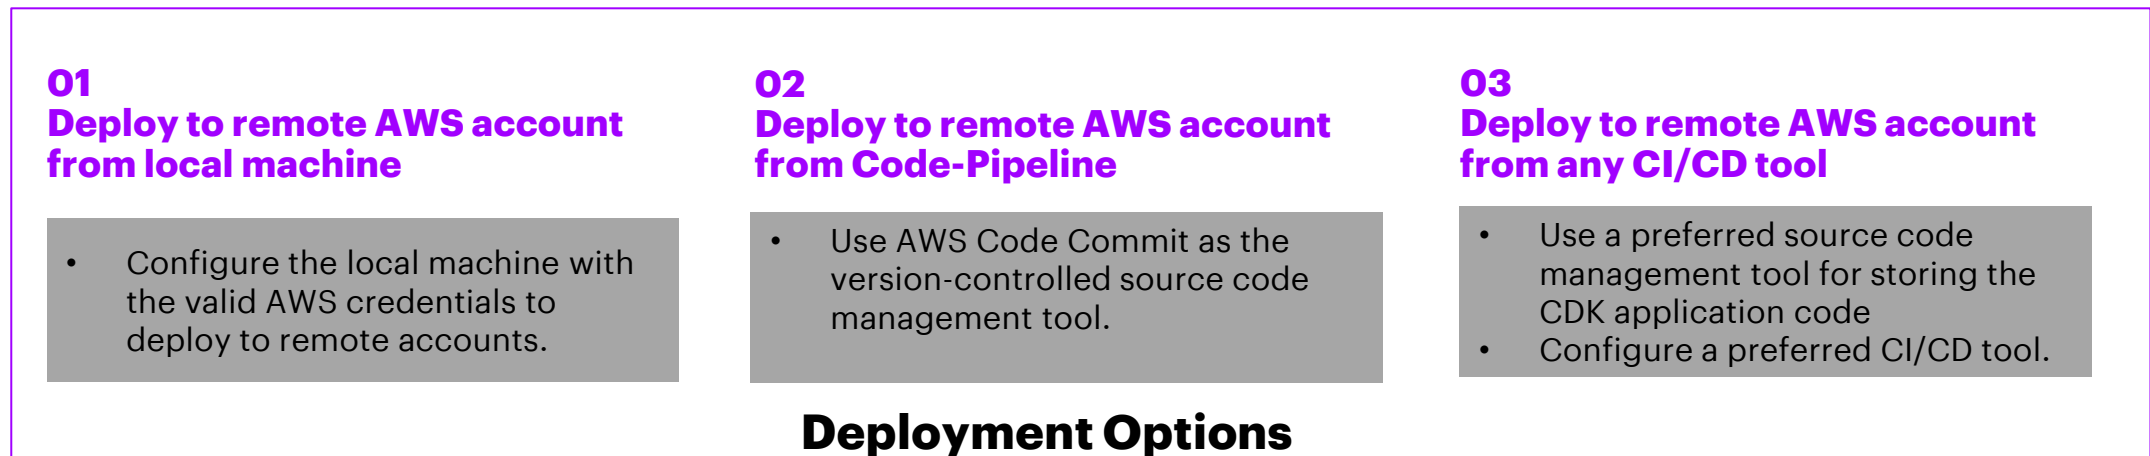 01
Deploy to remote AWS account
from local machine
• Configure the local machine with
the valid AWS credentials to
deploy to remote accounts.
02
Deploy to remote AWS account
from Code-Pipeline
• Use AWS Code Commit as the
version-controlled source code
management tool.
03
Deploy to remote AWS account
from any CI/CD tool
• Use a preferred source code
management tool for storing the
CDK application code
• Configure a preferred CI/CD tool.
Deployment Options